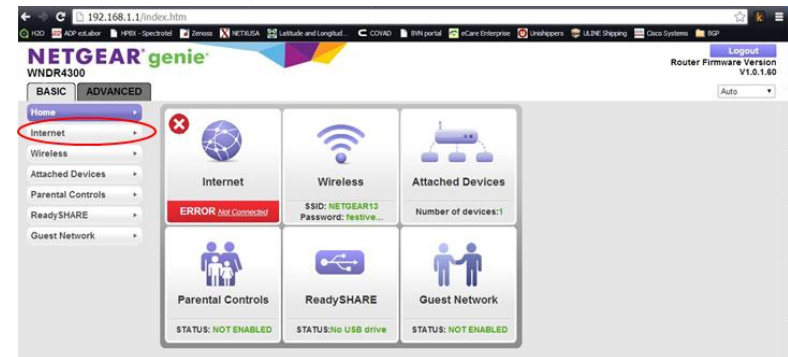 192.168.1.1/index.htm
H2O ADP ezLabor HPBX - Spectrotel Zenoss NETXUSA Latitude and Longitud... COVAD BVN portal eCare Enterprise Unishippers ULINE Shipping Cisco Systems BGP
NETGEAR® genie®
WNDR4300
Logout
Router Firmware Version
V1.0.1.60
BASIC ADVANCED
Auto
Home
Internet
Wireless
Attached Devices
Parental Controls
ReadySHARE
Guest Network
Internet
ERROR Not Connected
Wireless
SSID: NETGEAR13
Password: festive...
Attached Devices
Number of devices:1
Parental Controls
STATUS: NOT ENABLED
ReadySHARE
STATUS:No USB drive
Guest Network
STATUS: NOT ENABLED